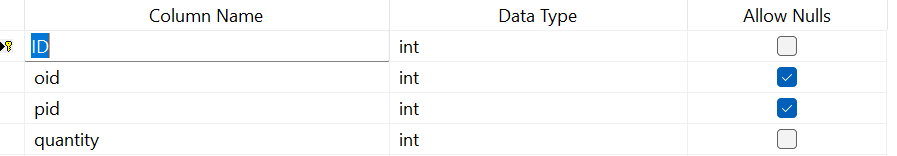 Column Name Data Type Allow Nulls
ID int
oid int
pid int
quantity int